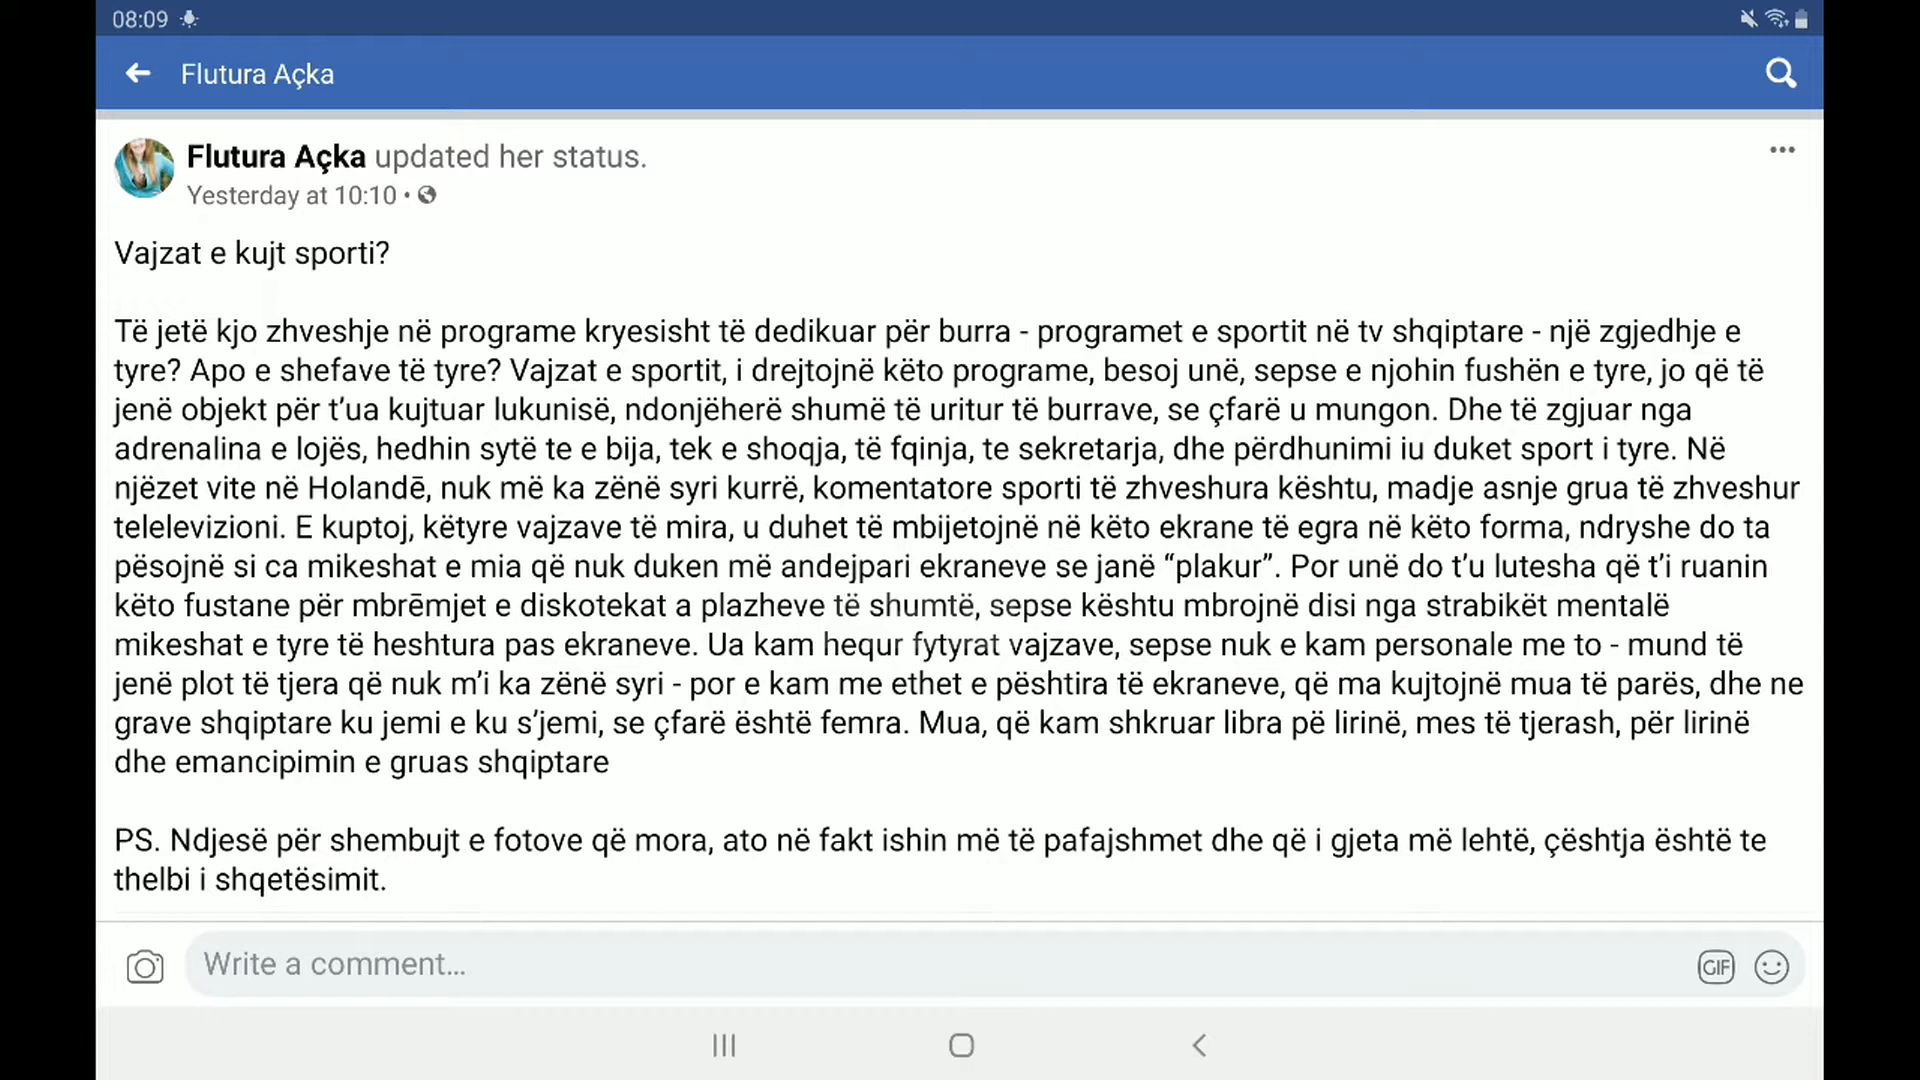 08:09
Flutura Açka
Flutura Açka updated her status.
Yesterday at 10:10 •
Vajzat e kujt sporti?
Të jetë kjo zhveshje në programe kryesisht të dedikuar për burra - programet e sportit në tv shqiptare - një zgjedhje e
tyre? Apo e shefave të tyre? Vajzat e sportit, i drejtojnë këto programe, besoj unë, sepse e njohin fushën e tyre, jo që të
jenë objekt për t’ua kujtuar lukunisë, ndonjëherë shumë të uritur të burrave, se çfarë u mungon. Dhe të zgjuar nga
adrenalina e lojës, hedhin sytë te e bija, tek e shoqja, të fqinja, te sekretarja, dhe përdhunimi iu duket sport i tyre. Në
njëzet vite në Holandē, nuk më ka zënë syri kurrë, komentatore sporti të zhveshura kështu, madje asnje grua të zhveshur
telelevizioni. E kuptoj, këtyre vajzave të mira, u duhet të mbijetojnë në këto ekrane të egra në këto forma, ndryshe do ta
pësojnë si ca mikeshat e mia që nuk duken më andejpari ekraneve se janë “plakur”. Por unë do t’u lutesha që t’i ruanin
këto fustane për mbrēmjet e diskotekat a plazheve të shumtë, sepse kështu mbrojnë disi nga strabikët mentalë
mikeshat e tyre të heshtura pas ekraneve. Ua kam hequr fytyrat vajzave, sepse nuk e kam personale me to - mund të
jenë plot të tjera që nuk m’i ka zënë syri - por e kam me ethet e pështira të ekraneve, që ma kujtojnë mua të parës, dhe ne
grave shqiptare ku jemi e ku s’jemi, se çfarë është femra. Mua, që kam shkruar libra pë lirinë, mes të tjerash, për lirinë
dhe emancipimin e gruas shqiptare
PS. Ndjesë për shembujt e fotove që mora, ato në fakt ishin më të pafajshmet dhe që i gjeta më lehtë, çështja është te
thelbi i shqetësimit.
Write a comment...
GIF